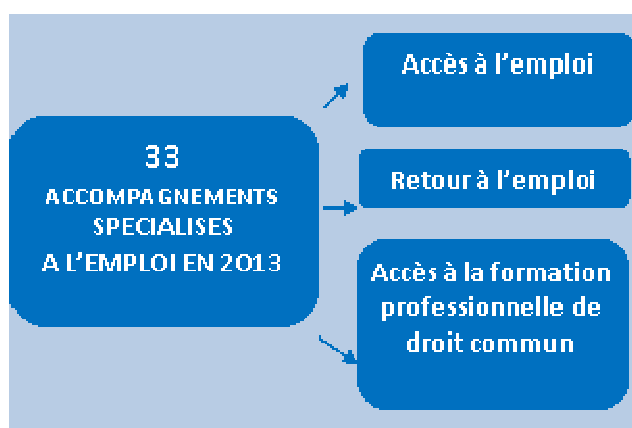 33
ACCOMPAGNEMENTS
SPECIALISES
A L'EMPLOI EN 2013
Accès à l'emploi
Retour à l'emploi
Accès à la formation
professionnelle de
droit commun